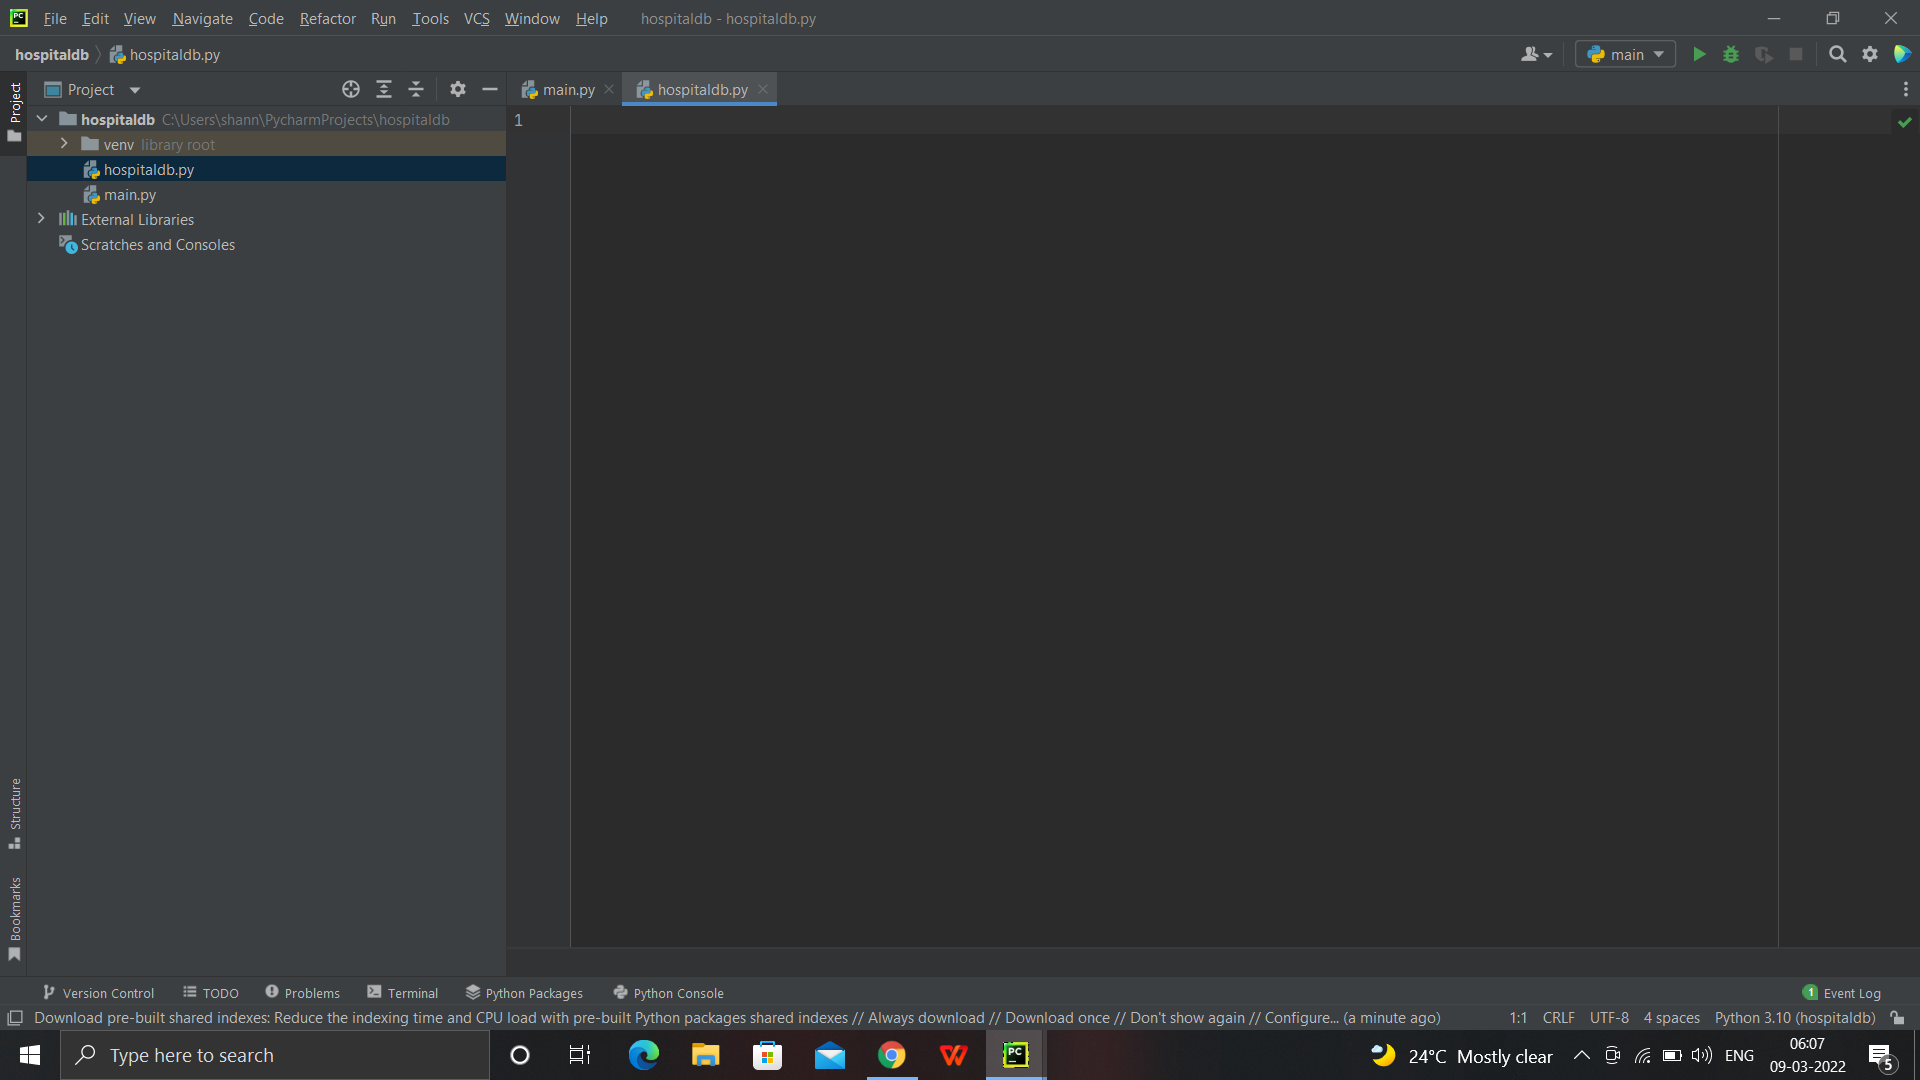 File Edit View Navigate Code Refactor Run Tools VCS Window Help hospitaldb - hospitaldb.py
hospitaldb hospitaldb.py main
Project
Project main.py hospitaldb.py
hospitaldb C:\Users\shann\PycharmProjects\hospitaldb 1
venv library root
hospitaldb.py
main.py
External Libraries
Scratches and Consoles
Structure
Bookmarks
Version Control TODO Problems Terminal Python Packages Python Console 1 Event Log
Download pre-built shared indexes: Reduce the indexing time and CPU load with pre-built Python packages shared indexes // Always download // Download once // Don't show again // Configure... (a minute ago) 1:1 CRLF UTF-8 4 spaces Python 3.10 (hospitaldb)
Type here to search PC 24°C Mostly clear ENG 06:07
09-03-2022 5